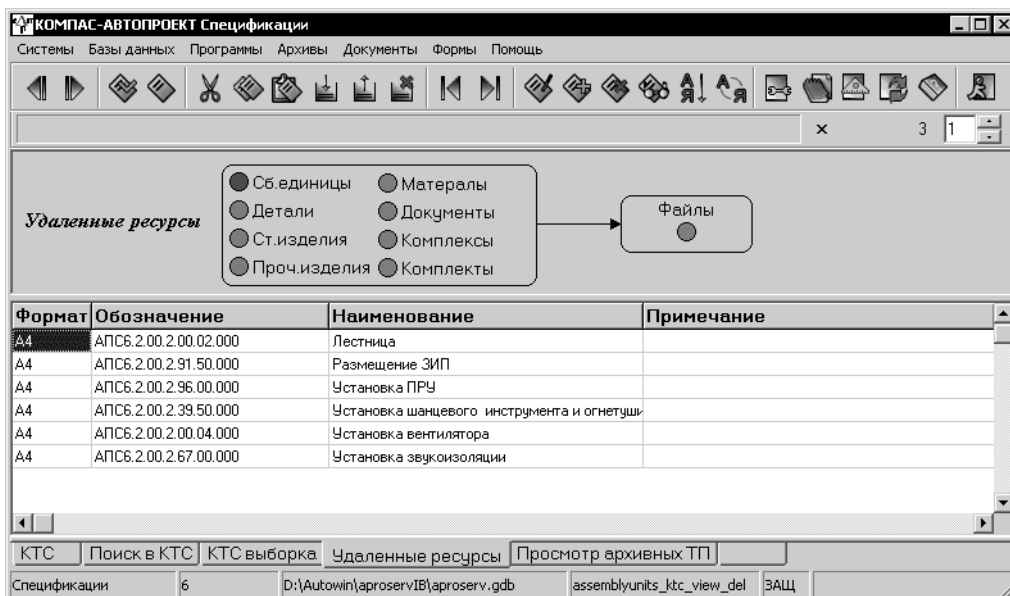 КОМПАС-АВТОПРОЕКТ Спецификации
Системы Базы данных Программы Архивы Документы Формы Помощь
× 3 1
Удаленные ресурсы
Сб.единицы Матералы
Детали Документы
Ст.изделия Комплексы
Проч.изделия Комплекты
Файлы
Формат Обозначение Наименование Примечание
А4 АПС6.2.00.2.00.02.000 Лестница
А4 АПС6.2.00.2.91.50.000 Размещение ЗИП
А4 АПС6.2.00.2.96.00.000 Установка ПРУ
А4 АПС6.2.00.2.39.50.000 Установка шанцевого инструмента и огнетуши
А4 АПС6.2.00.2.00.04.000 Установка вентилятора
А4 АПС6.2.00.2.67.00.000 Установка звукоизоляции
КТС Поиск в КТС КТС выборка Удаленные ресурсы Просмотр архивных ТП
Спецификации 6 D:\Autowin\aproservIB\aproserv.gdb assemblyunits_ktc_view_del ЗАЩ